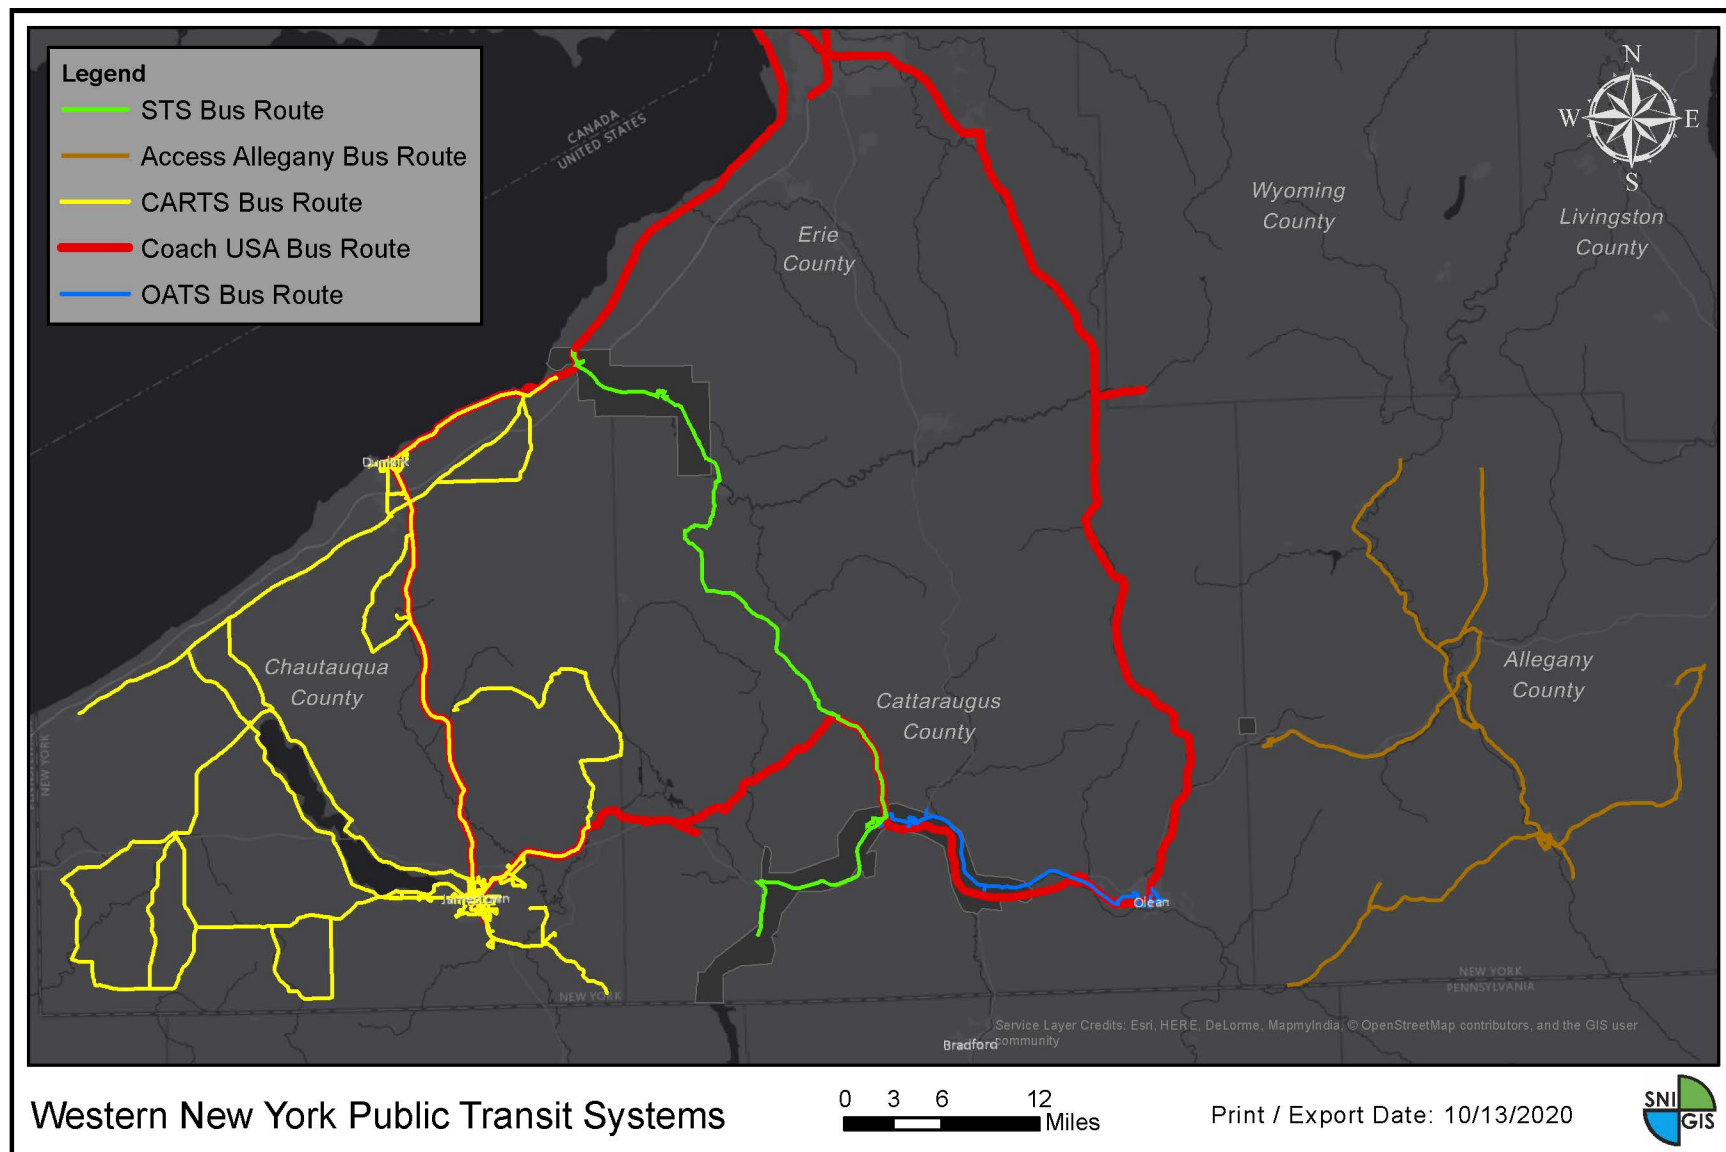 Legend
STS Bus Route
Access Allegany Bus Route
CARTS Bus Route
Coach USA Bus Route
OATS Bus Route
CANADA
UNITED STATES
N
W
E
S
Wyoming
County
Livingston
County
Erie
County
Dunkirk
Chautauqua
County
Cattaraugus
County
Allegany
County
NEW YORK
Jamestown
Olean
NEW YORK
NEW YORK
PENNSYLVANIA
Service Layer Credits: Esri, HERE, DeLorme, MapmyIndia, © OpenStreetMap contributors, and the GIS user
community
Bradford
Western New York Public Transit Systems
0 3 6 12
Miles
Print / Export Date: 10/13/2020
SNI
GIS